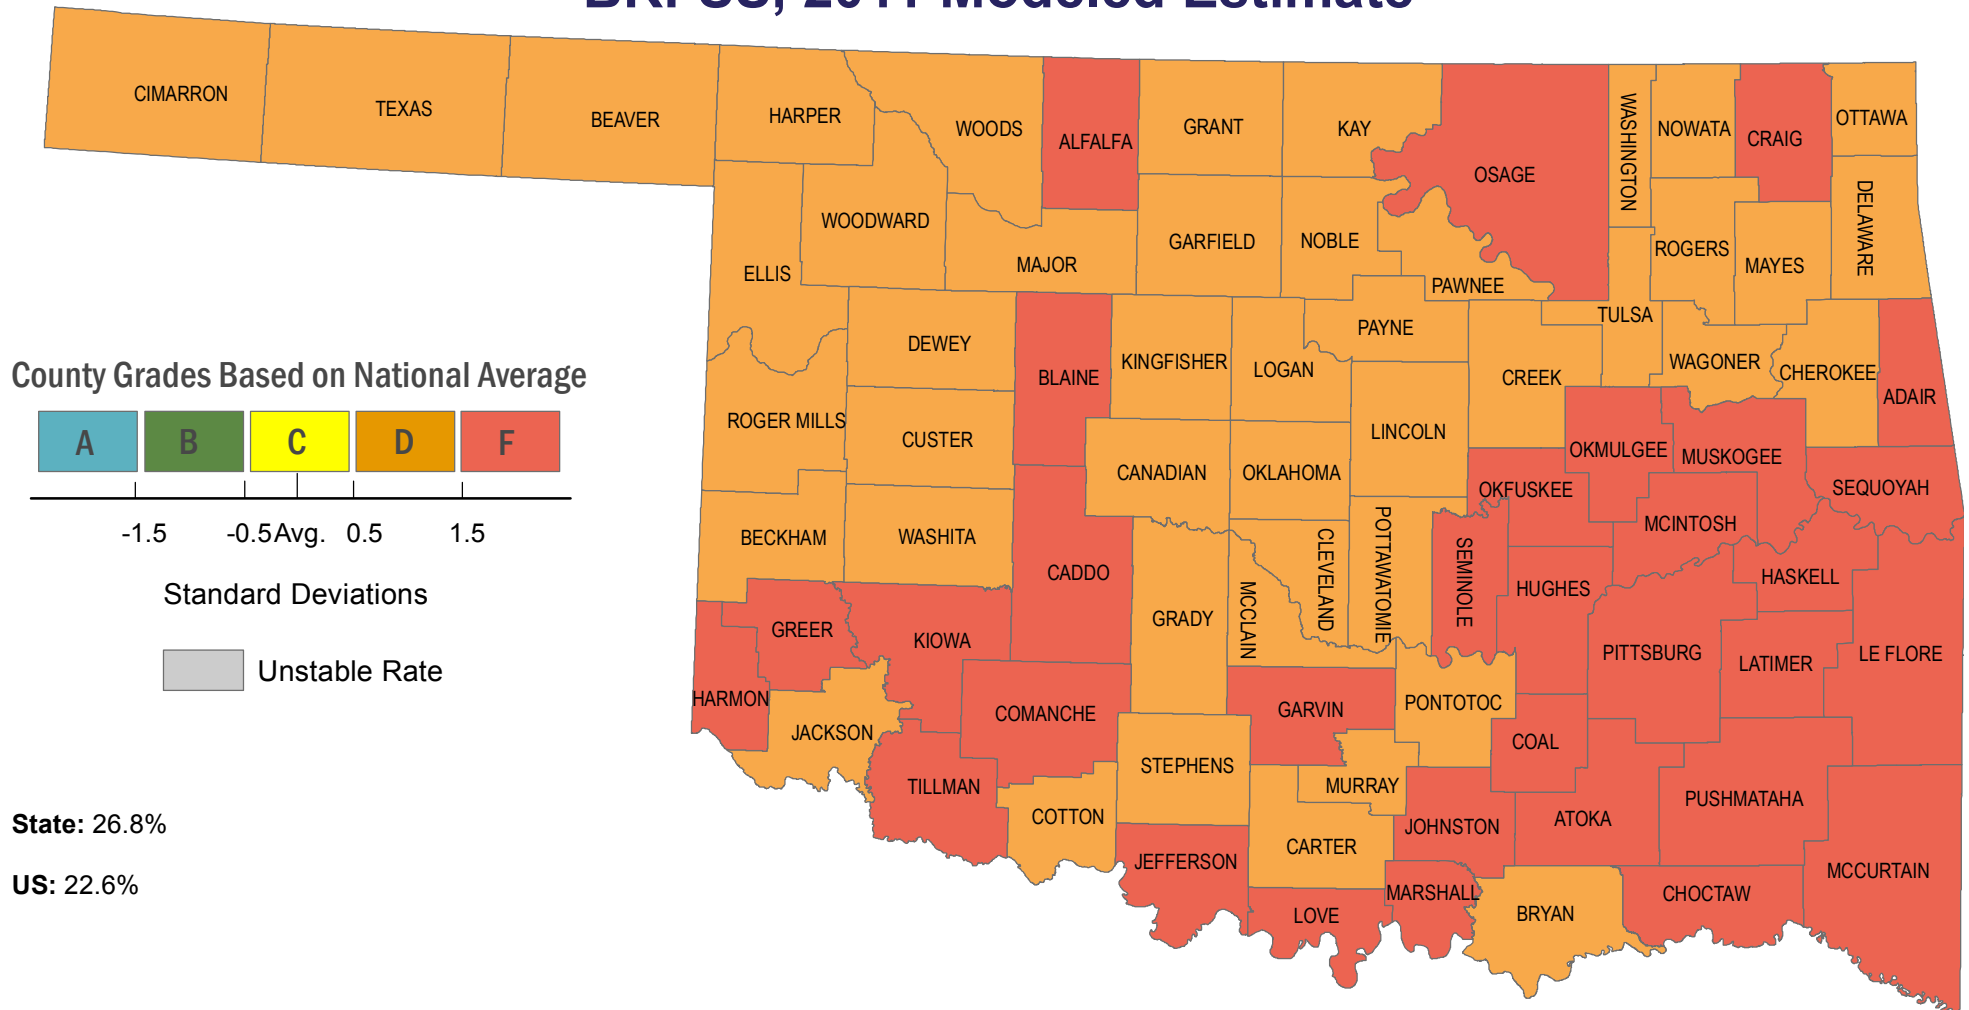 BRFSS, Modeled Estimate
CIMARRON
TEXAS
BEAVER
HARPER
WOODS
ALFALFA
GRANT
KAY
OSAGE
WASHINGTON
NOWATA
CRAIG
OTTAWA
DELAWARE
WOODWARD
ELLIS
MAJOR
GARFIELD
NOBLE
PAWNEE
ROGERS
MAYES
TULSA
DEWEY
BLAINE
KINGFISHER
LOGAN
PAYNE
CREEK
WAGONER
CHEROKEE
ADAIR
ROGER MILLS
CUSTER
CANADIAN
OKLAHOMA
LINCOLN
OKMULGEE
MUSKOGEE
OKFUSKEE
SEQUOYAH
MCINTOSH
BECKHAM
WASHITA
CADDO
GRADY
MCCLAIN
CLEVELAND
POTTAWATOMIE
SEMINOLE
HUGHES
HASKELL
PITTSBURG
LATIMER
LE FLORE
GREER
KIOWA
HARMON
JACKSON
COMANCHE
GARVIN
PONTOTOC
COAL
TILLMAN
COTTON
STEPHENS
MURRAY
JOHNSTON
ATOKA
PUSHMATAHA
CARTER
JEFFERSON
LOVE
MARSHALL
BRYAN
CHOCTAW
MCCURTAIN
County Grades Based on National Average
A B C D F
-1.5 -0.5 Avg. 0.5 1.5
Standard Deviations
Unstable Rate
State: 26.8%
US: 22.6%